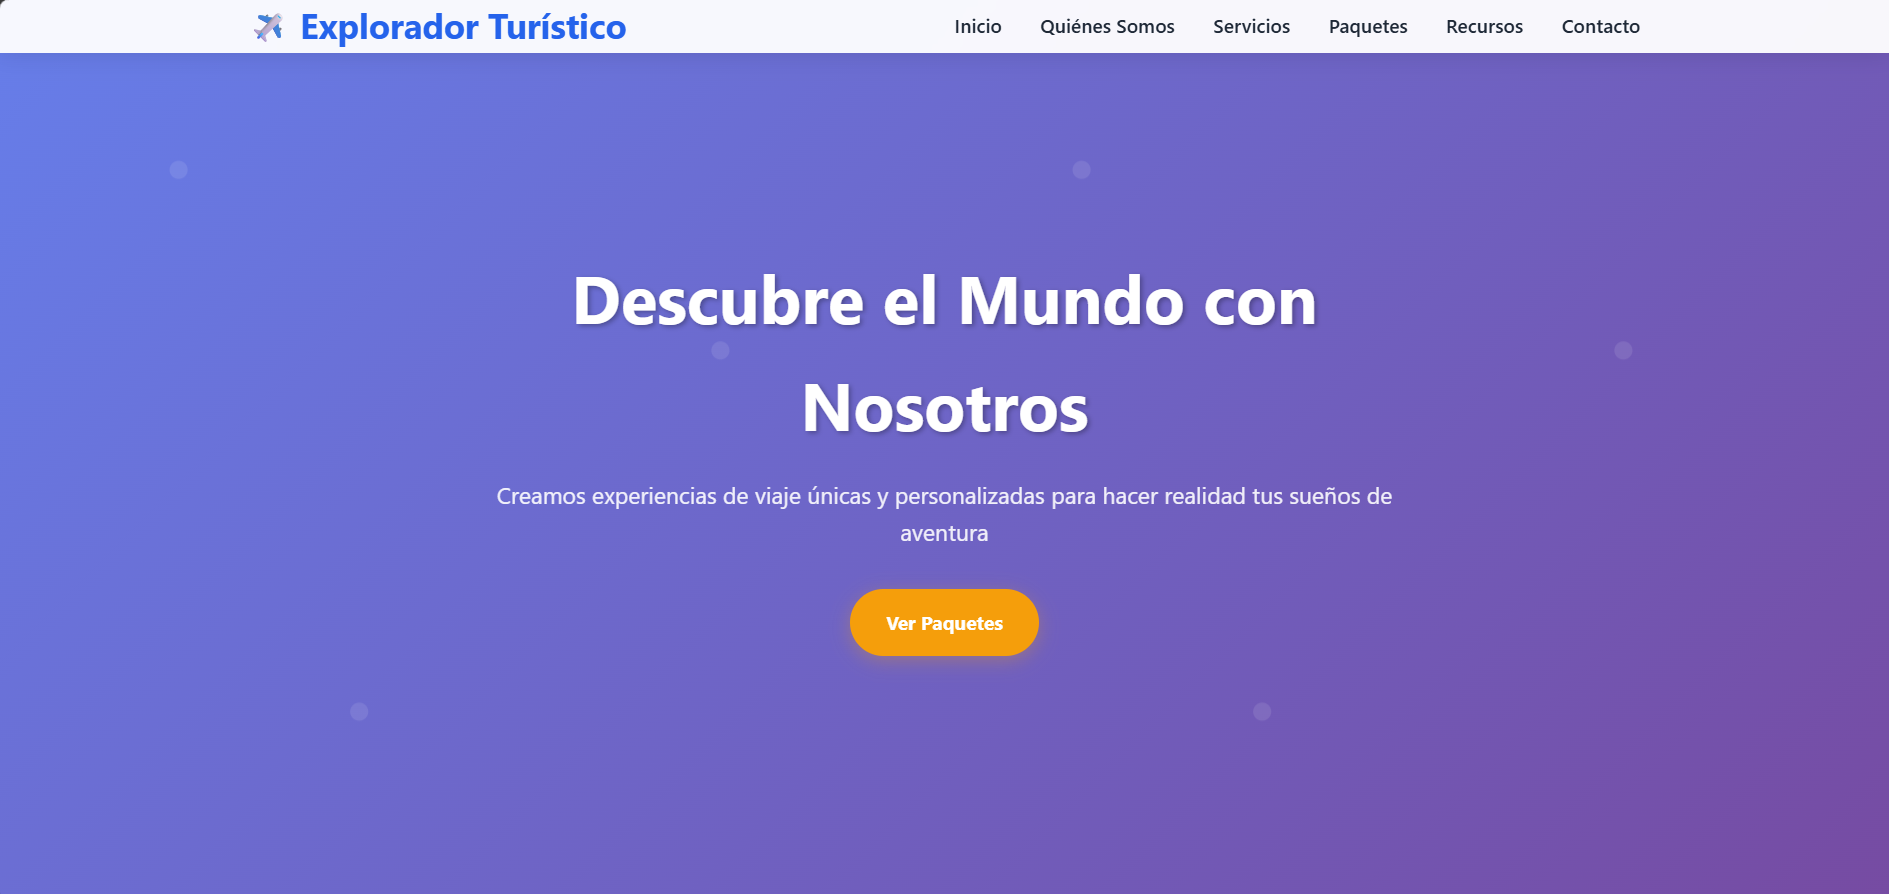 Explorador Turístico
Inicio Quiénes Somos Servicios Paquetes Recursos Contacto
Descubre el Mundo con
Nosotros
Creamos experiencias de viaje únicas y personalizadas para hacer realidad tus sueños de
aventura
Ver Paquetes